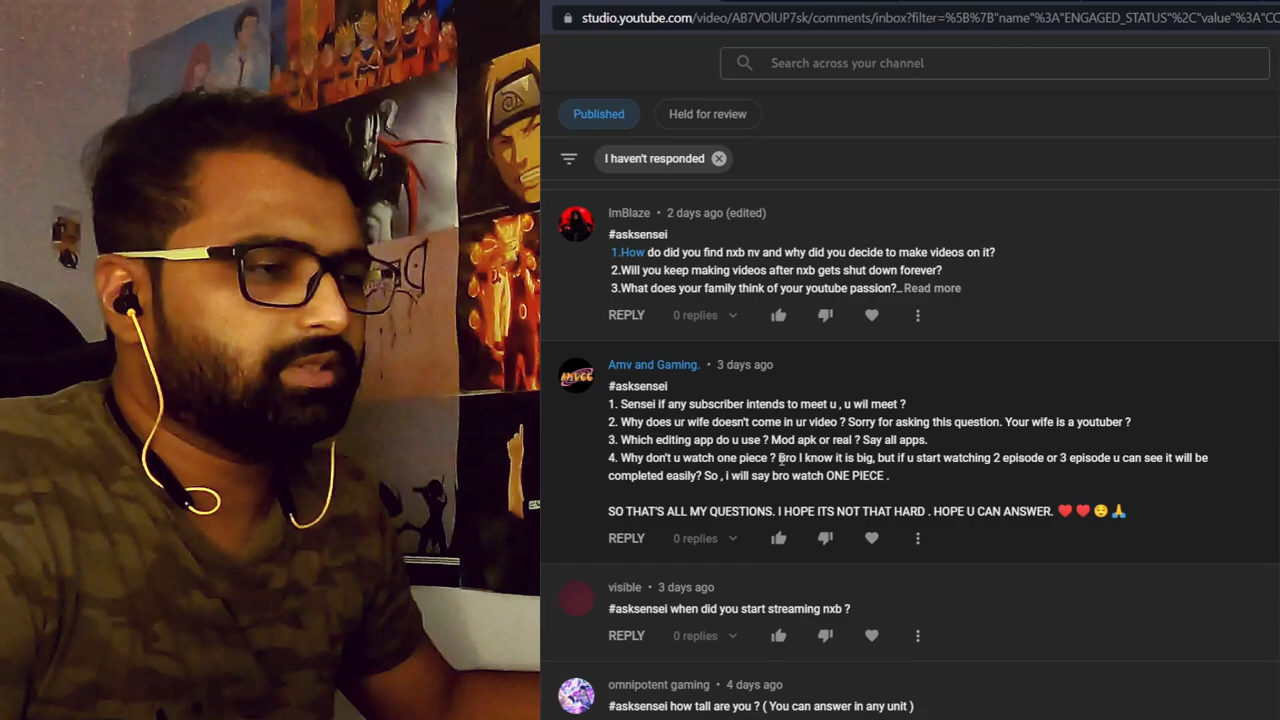 studio.youtube.com/video/AB7VOlUP7sk/comments/inbox?filter=%5B%7B"name"%3A"ENGAGED_STATUS"%2C"value"%3A"CO
Search across your channel
Published
Held for review
I haven't responded
ImBlaze • 2 days ago (edited)
#asksensei
1.How do did you find nxb nv and why did you decide to make videos on it?
2.Will you keep making videos after nxb gets shut down forever?
3.What does your family think of your youtube passion?... Read more
REPLY 0 replies
Amv and Gaming. • 3 days ago
#asksensei
1. Sensei if any subscriber intends to meet u , u wil meet ?
2. Why does ur wife doesn't come in ur video ? Sorry for asking this question. Your wife is a youtuber ?
3. Which editing app do u use ? Mod apk or real ? Say all apps.
4. Why don't u watch one piece ? Bro I know it is big, but if u start watching 2 episode or 3 episode u can see it will be
completed easily? So , i will say bro watch ONE PIECE .
SO THAT'S ALL MY QUESTIONS. I HOPE ITS NOT THAT HARD . HOPE U CAN ANSWER. ♥️♥️😌🙏
REPLY 0 replies
visible • 3 days ago
#asksensei when did you start streaming nxb ?
REPLY 0 replies
omnipotent gaming • 4 days ago
#asksensei how tall are you ? ( You can answer in any unit )